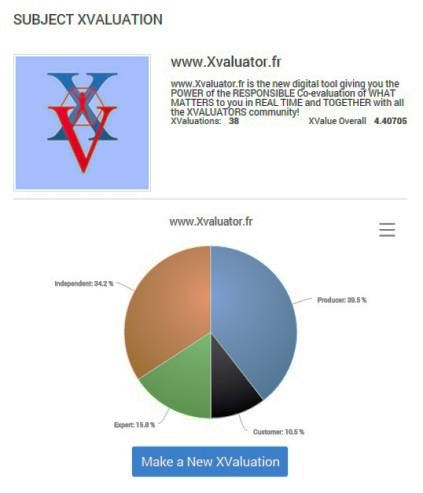 SUBJECT XVALUATION
XV
www.Xvaluator.fr
www.Xvaluator.fr is the new digital tool giving you the
POWER of the RESPONSIBLE Co-evaluation of WHAT
MATTERS to you in REAL TIME and TOGETHER with all
the XVALUATORS community!
XValuations: 38 XValue Overall 4.40705
www.Xvaluator.fr
Independent: 34.2 %
Producer: 39.5 %
Expert: 15.8 %
Customer: 10.5 %
Make a New XValuation